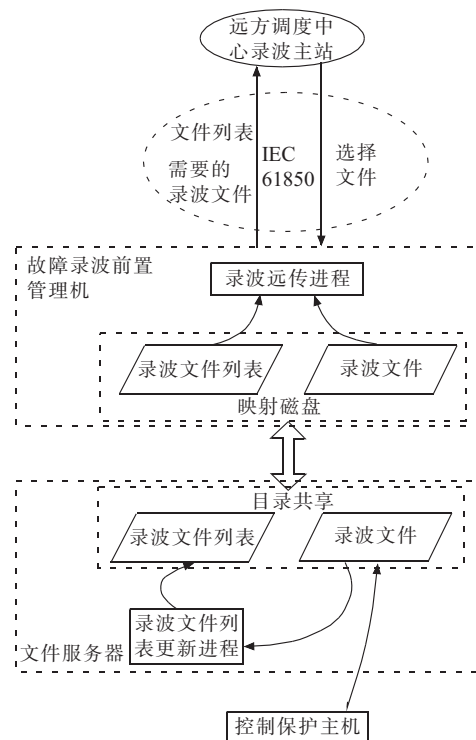 远方调度中
心录波主站
文件列表
需要的
录波文件
IEC
61850
选择
文件
故障录波前置
管理机
录波远传进程
录波文件列表
录波文件
映射磁盘
目录共享
录波文件列表
录波文件
录波文件列
表更新进程
文件服务器
控制保护主机